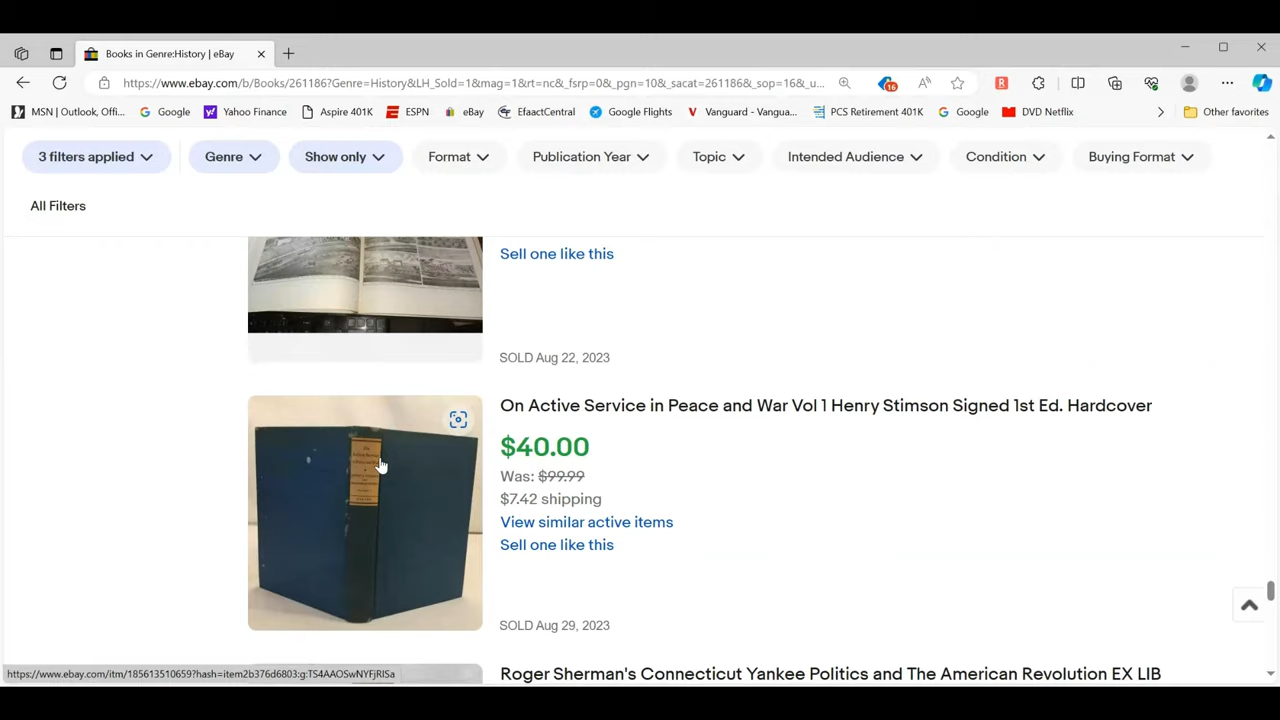 Books in Genre:History | eBay
https://www.ebay.com/b/Books/261186?Genre=History&LH_Sold=1&mag=1&rt=nc&_fsrp=0&_pgn=10&_sacat=261186&_sop=16&_u...
16
MSN | Outlook, Offi...
Google
Yahoo Finance
Aspire 401K
ESPN
eBay
EfaactCentral
Google Flights
Vanguard - Vangua...
PCS Retirement 401K
Google
DVD Netflix
Other favorites
3 filters applied
Genre
Show only
Format
Publication Year
Topic
Intended Audience
Condition
Buying Format
All Filters
Sell one like this
SOLD Aug 22, 2023
On Active Service in Peace and War Vol 1 Henry Stimson Signed 1st Ed. Hardcover
$40.00
Was: $99.99
$7.42 shipping
View similar active items
Sell one like this
SOLD Aug 29, 2023
Roger Sherman's Connecticut Yankee Politics and The American Revolution EX LIB
https://www.ebay.com/itm/185613510659?hash=item2b376d6803:g:TS4AAOSwNYFjRlSa